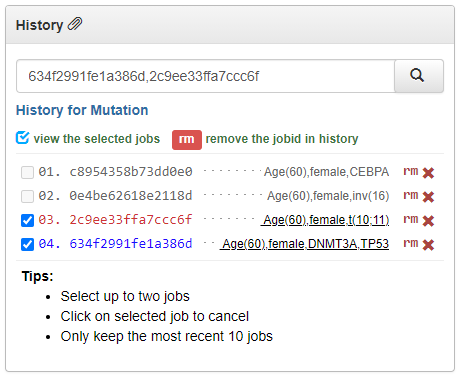 History
634f2991fe1a386d,2c9ee33ffa7ccc6f
History for Mutation
view the selected jobs rm remove the jobid in history
01. c8954358b73dd0e0 ········ Age(60),female,CEBPA rm
02. 0e4be62618e2118d ········ Age(60),female,inv(16) rm
03. 2c9ee33ffa7ccc6f ········ Age(60),female,t(10;11) rm
04. 634f2991fe1a386d ·· Age(60),female,DNMT3A,TP53 rm
Tips:
• Select up to two jobs
• Click on selected job to cancel
• Only keep the most recent 10 jobs